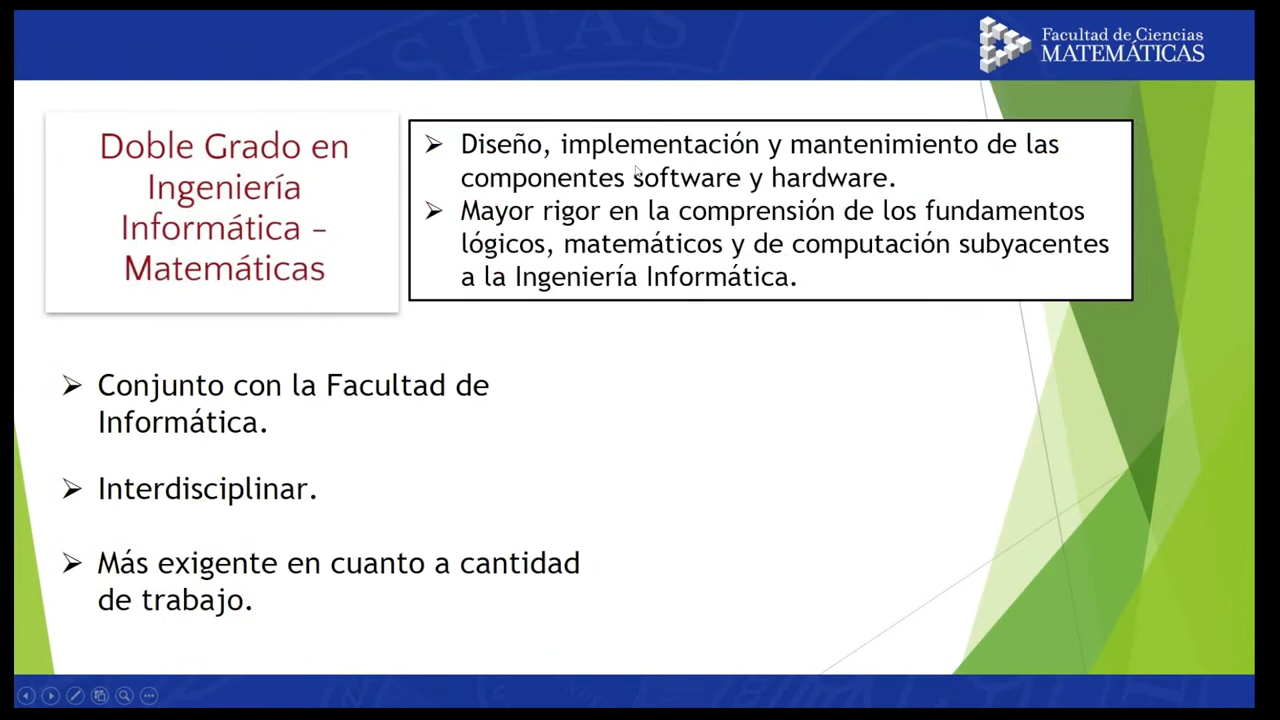 Facultad de Ciencias
MATEMÁTICAS
Doble Grado en
Ingeniería
Informática –
Matemáticas
➢ Diseño, implementación y mantenimiento de las
componentes software y hardware.
➢ Mayor rigor en la comprensión de los fundamentos
lógicos, matemáticos y de computación subyacentes
a la Ingeniería Informática.
➢ Conjunto con la Facultad de
Informática.
➢ Interdisciplinar.
➢ Más exigente en cuanto a cantidad
de trabajo.